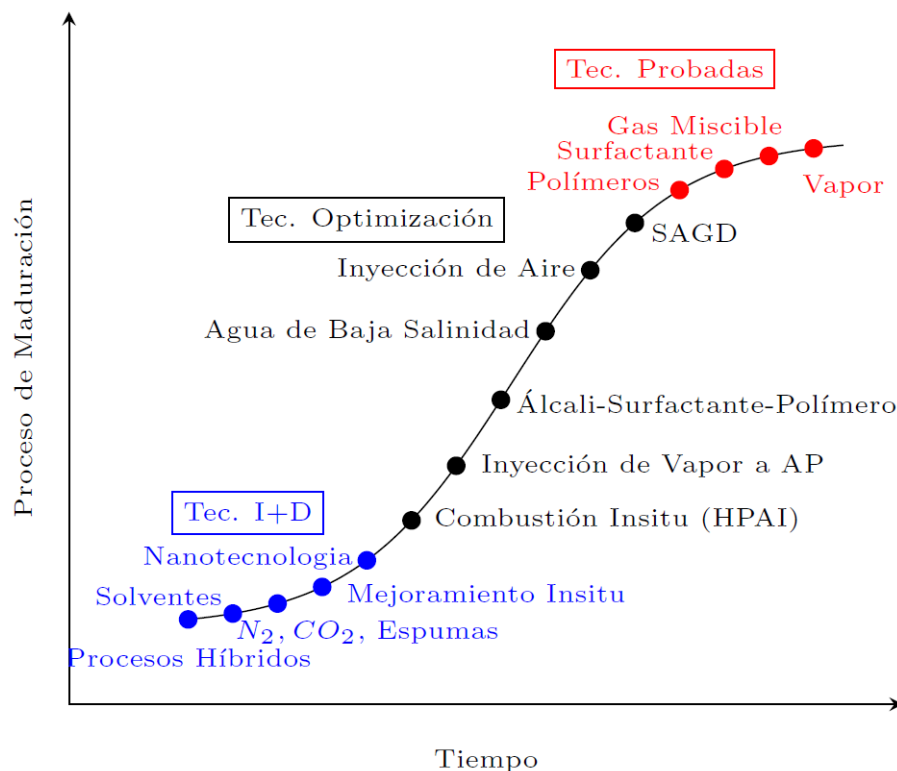 Tec. Probadas
Gas Miscible
Surfactante
Polímeros
Vapor
Tec. Optimización
SAGD
Inyección de Aire
Agua de Baja Salinidad
Álcali-Surfactante-Polímero
Inyección de Vapor a AP
Tec. I+D
Combustión Insitu (HPAI)
Nanotecnologia
Mejoramiento Insitu
Solventes
N₂, CO₂, Espumas
Procesos Híbridos
Proceso de Maduración
Tiempo